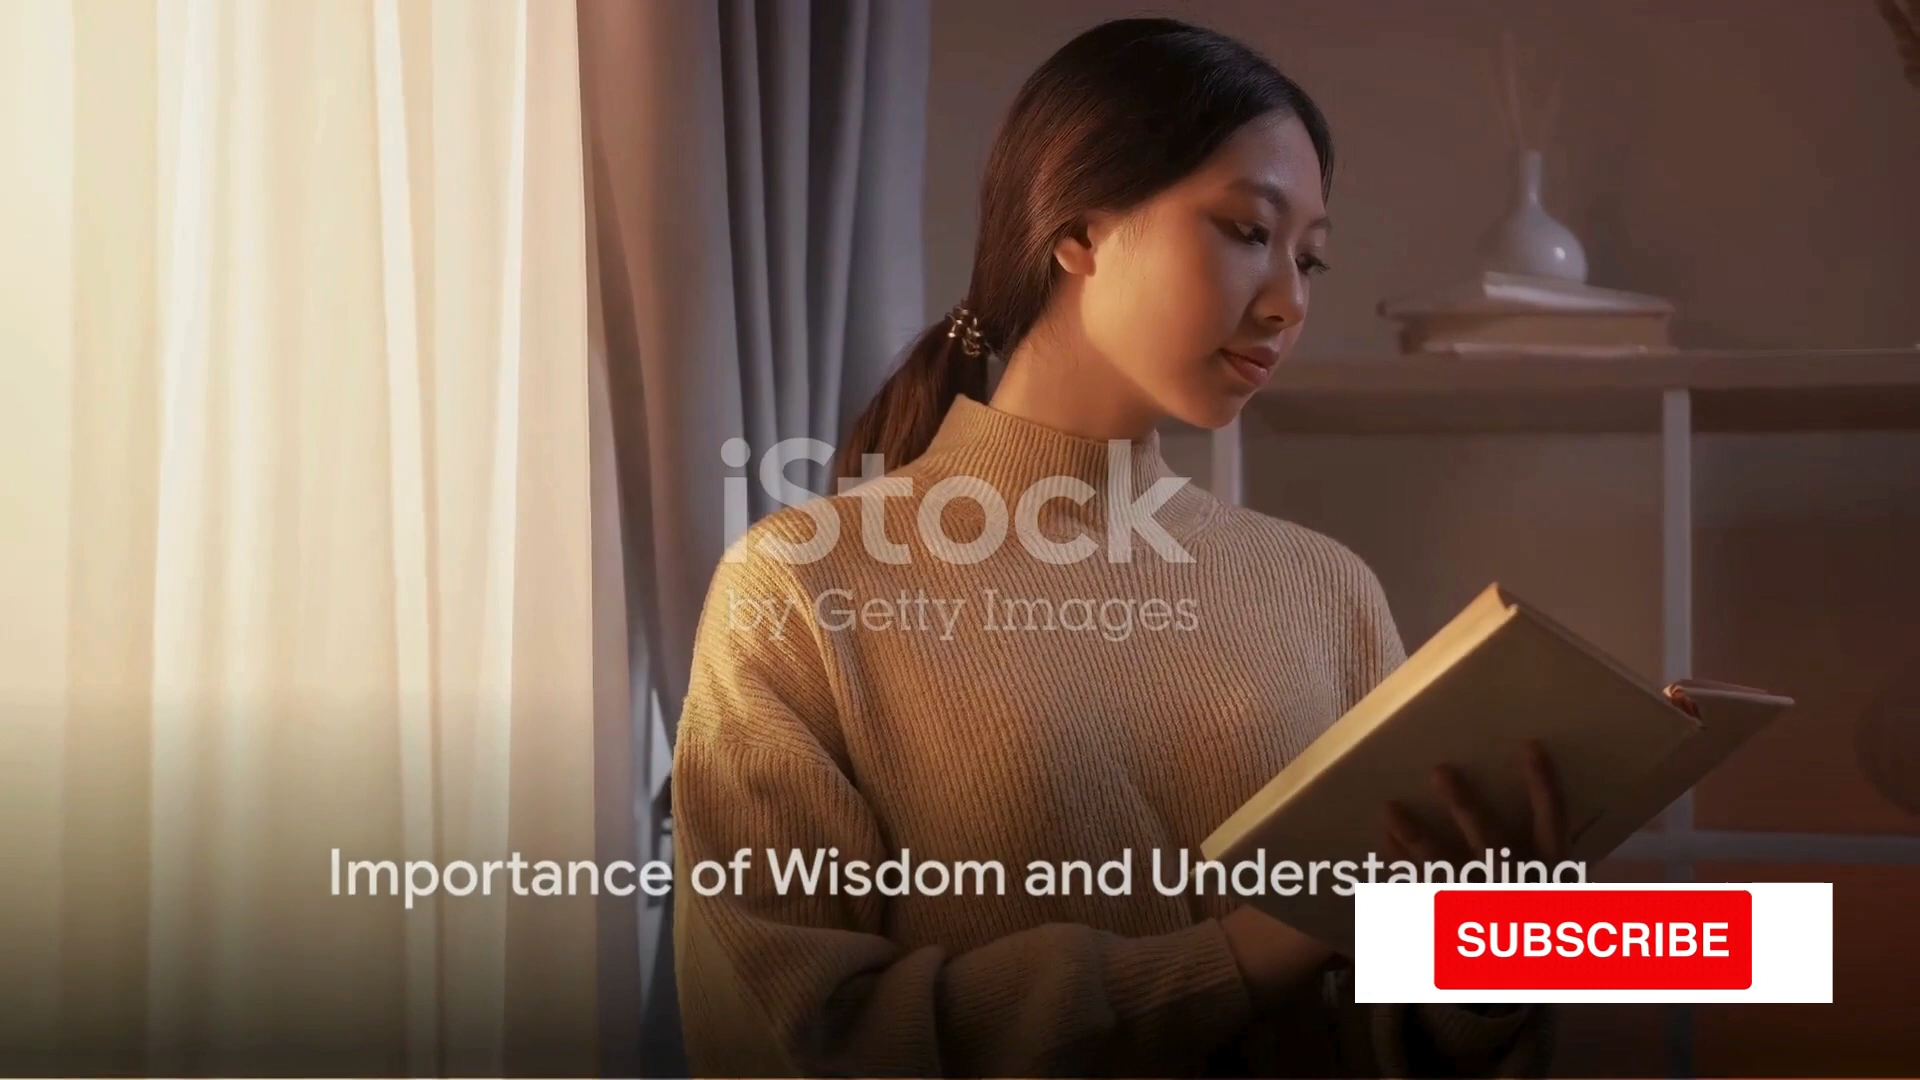 iStock
by Getty Images
Importance of Wisdom and Understanding
SUBSCRIBE